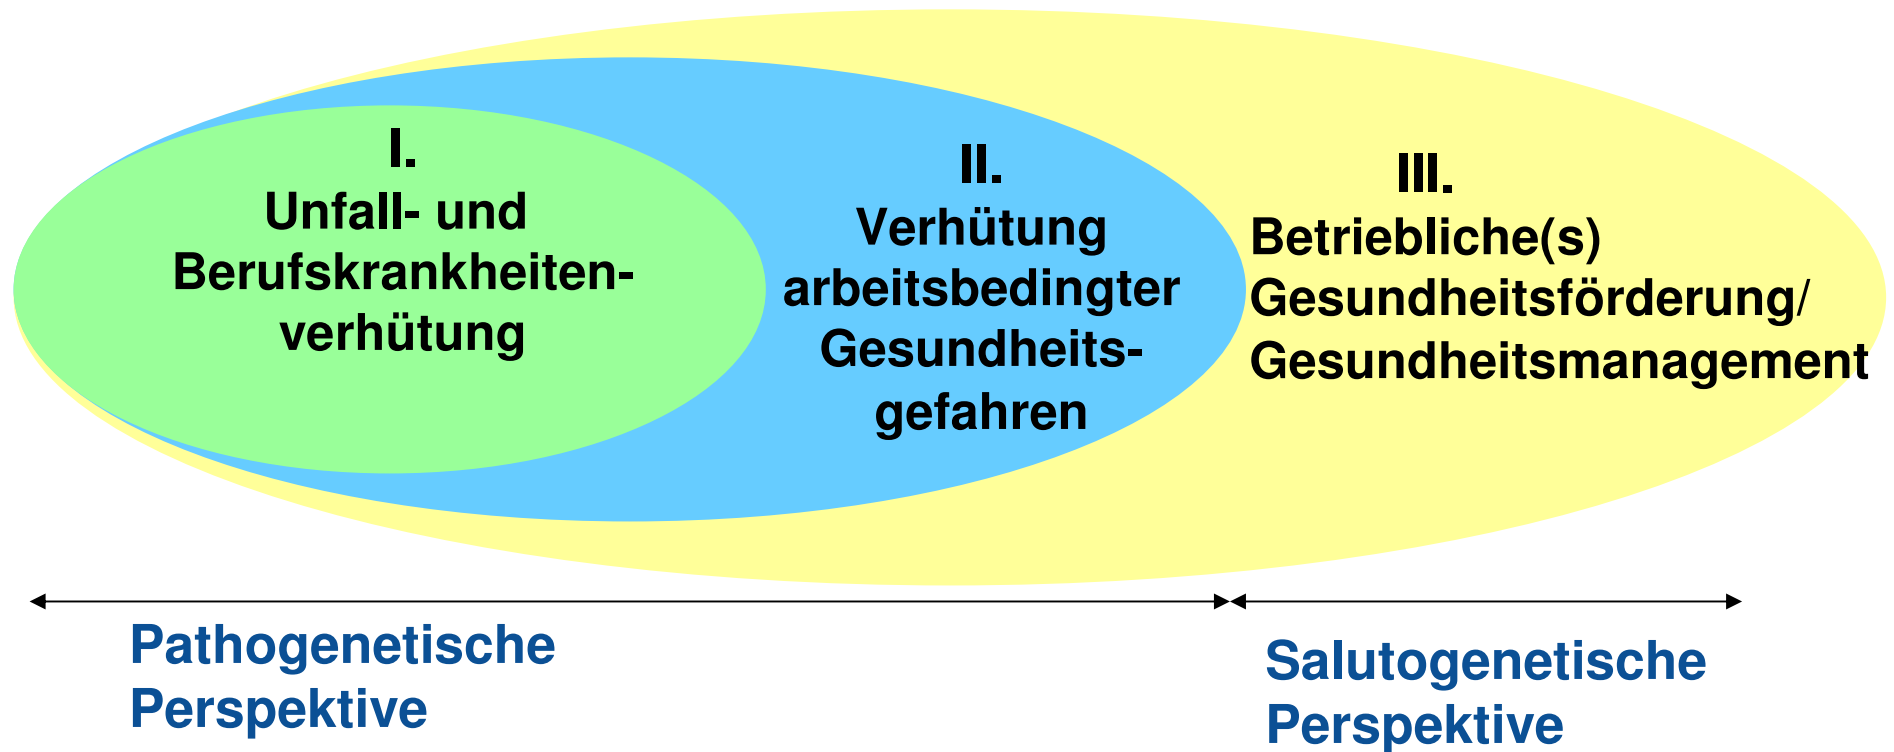 I.
Unfall- und
Berufskrankheiten-
verhütung
II.
Verhütung
arbeitsbedingter
Gesundheits-
gefahren
III.
Betriebliche(s)
Gesundheitsförderung/
Gesundheitsmanagement
Pathogenetische
Perspektive
Salutogenetische
Perspektive